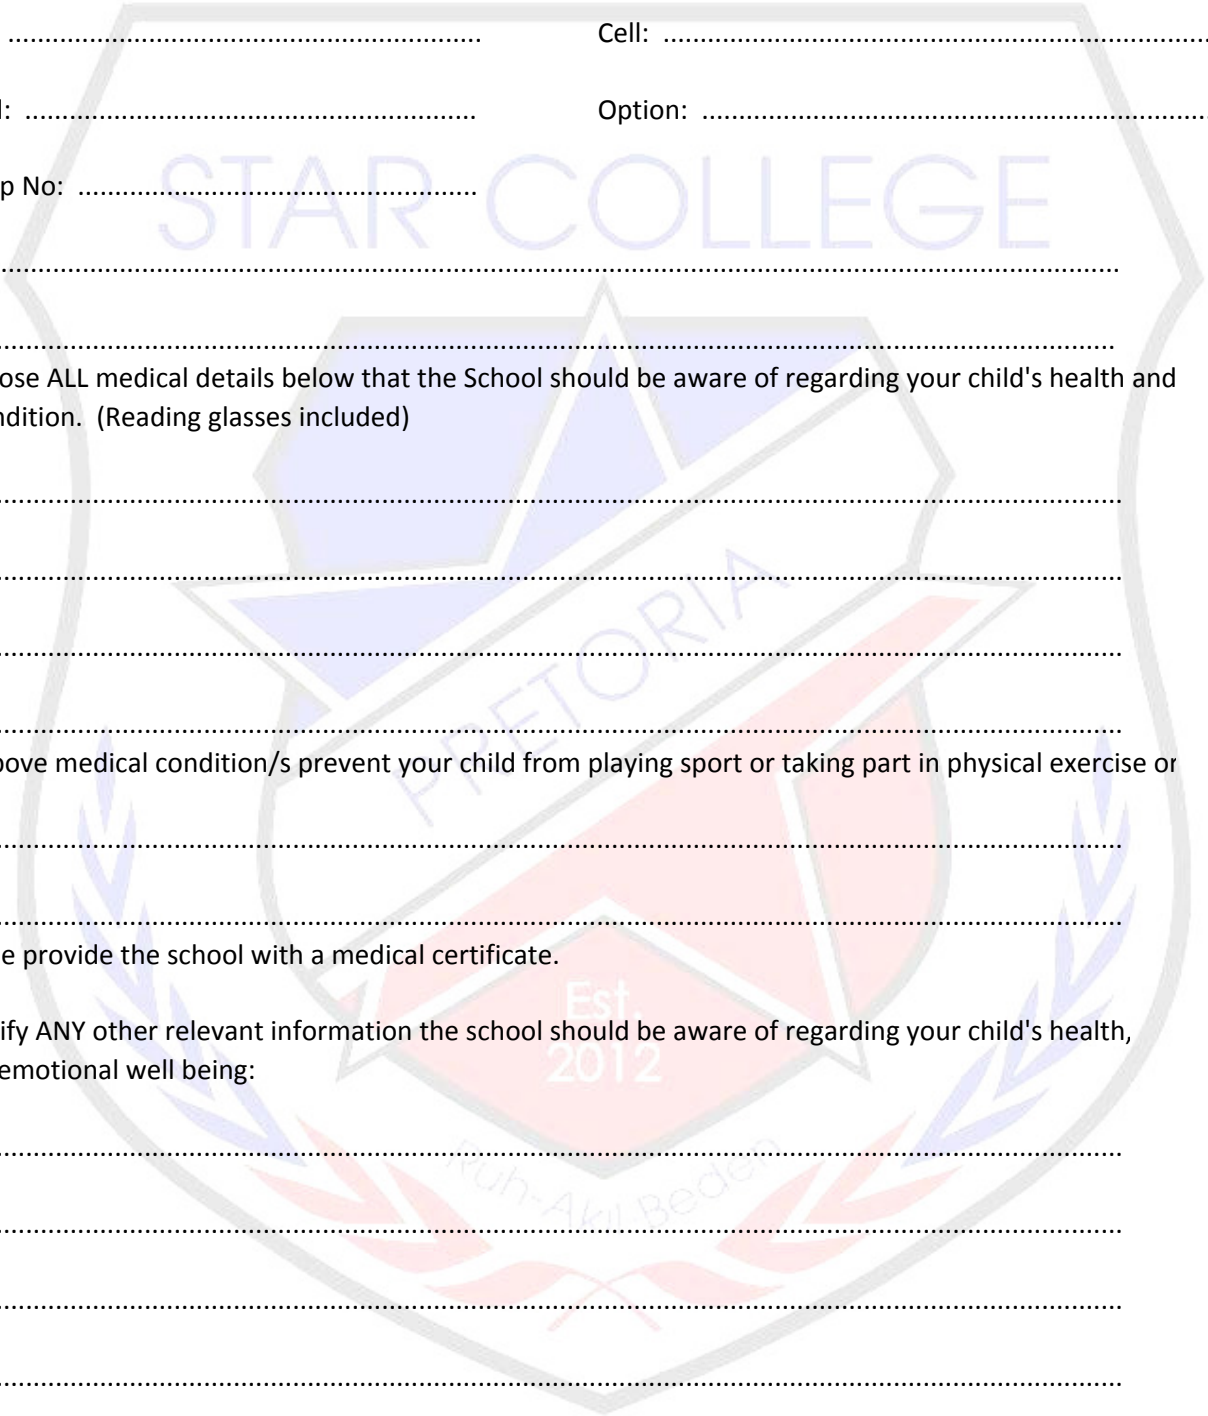 ........................................ Cell: ........................................
l: ........................................ Option: ........................................
p No: ........................................
STAR COLLEGE
................................................................................
................................................................................
ose ALL medical details below that the School should be aware of regarding your child's health and
ndition. (Reading glasses included)
................................................................................
................................................................................
................................................................................
PRETORIA
................................................................................
bove medical condition/s prevent your child from playing sport or taking part in physical exercise or
................................................................................
................................................................................
e provide the school with a medical certificate.
Est.
2012
ify ANY other relevant information the school should be aware of regarding your child's health,
emotional well being:
................................................................................
Ruh-Akil-Beden
................................................................................
................................................................................
................................................................................